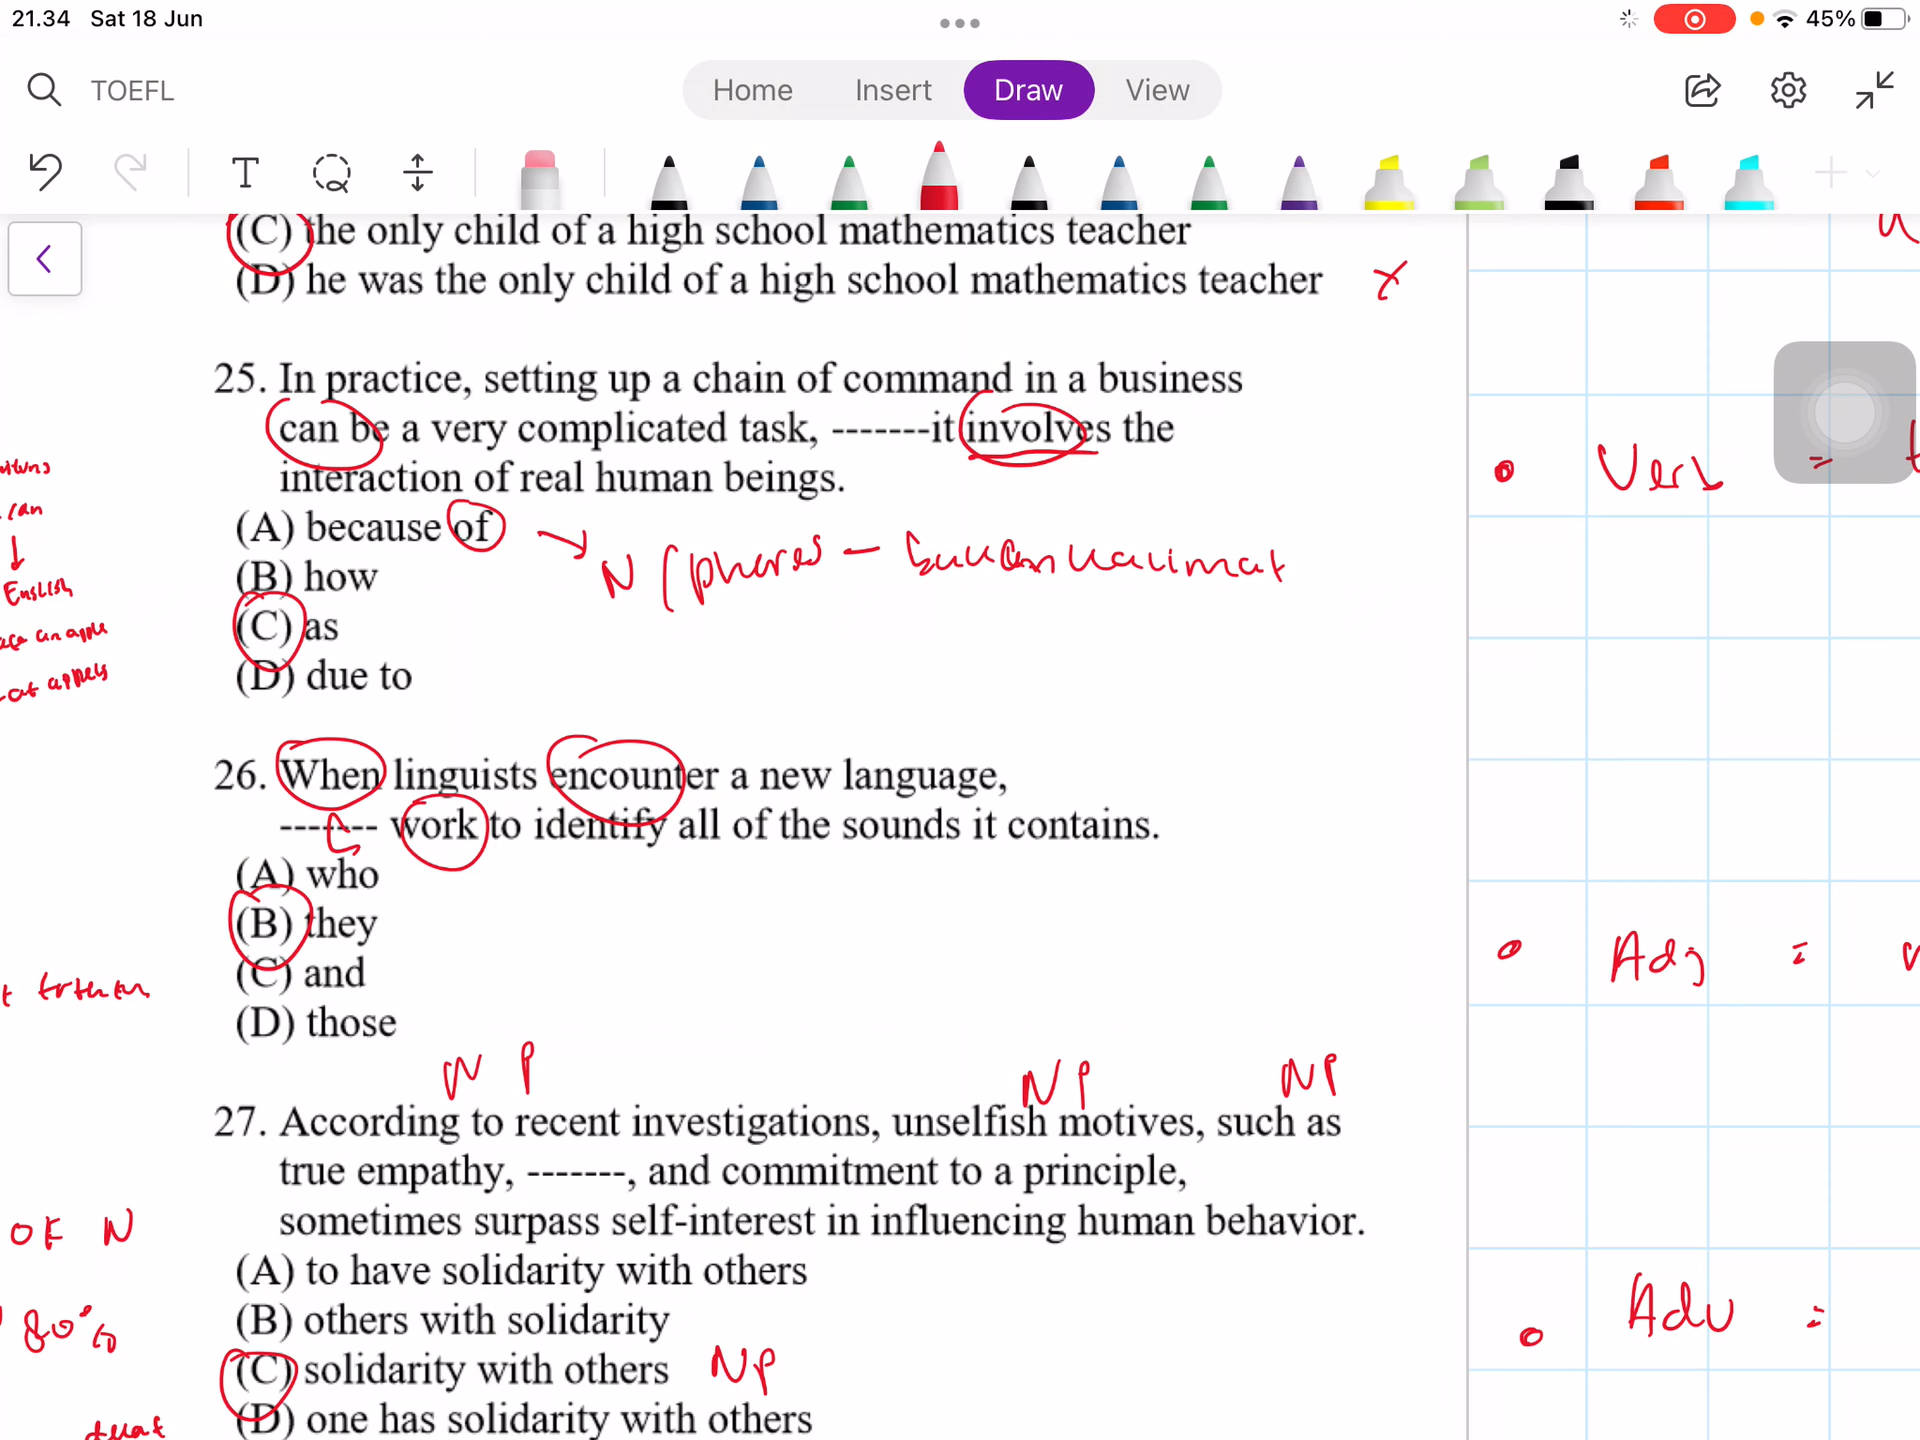 21.34 Sat 18 Jun
45%
TOEFL
Home Insert Draw View
T
(C) the only child of a high school mathematics teacher
(D) he was the only child of a high school mathematics teacher x
25. In practice, setting up a chain of command in a business
can be a very complicated task, -------it involves the
interaction of real human beings.
(A) because of
N (phares – bukan kalimat
(B) how
(C) as
(D) due to
can
English
an apple
26. When linguists encounter a new language,
------- work to identify all of the sounds it contains.
(A) who
(B) they
(C) and
(D) those
NP NP NP
27. According to recent investigations, unselfish motives, such as
true empathy, -------, and commitment to a principle,
sometimes surpass self-interest in influencing human behavior.
(A) to have solidarity with others
(B) others with solidarity
(C) solidarity with others NP
(D) one has solidarity with others
OF N
80%
Verb =
Adj =
Adv =